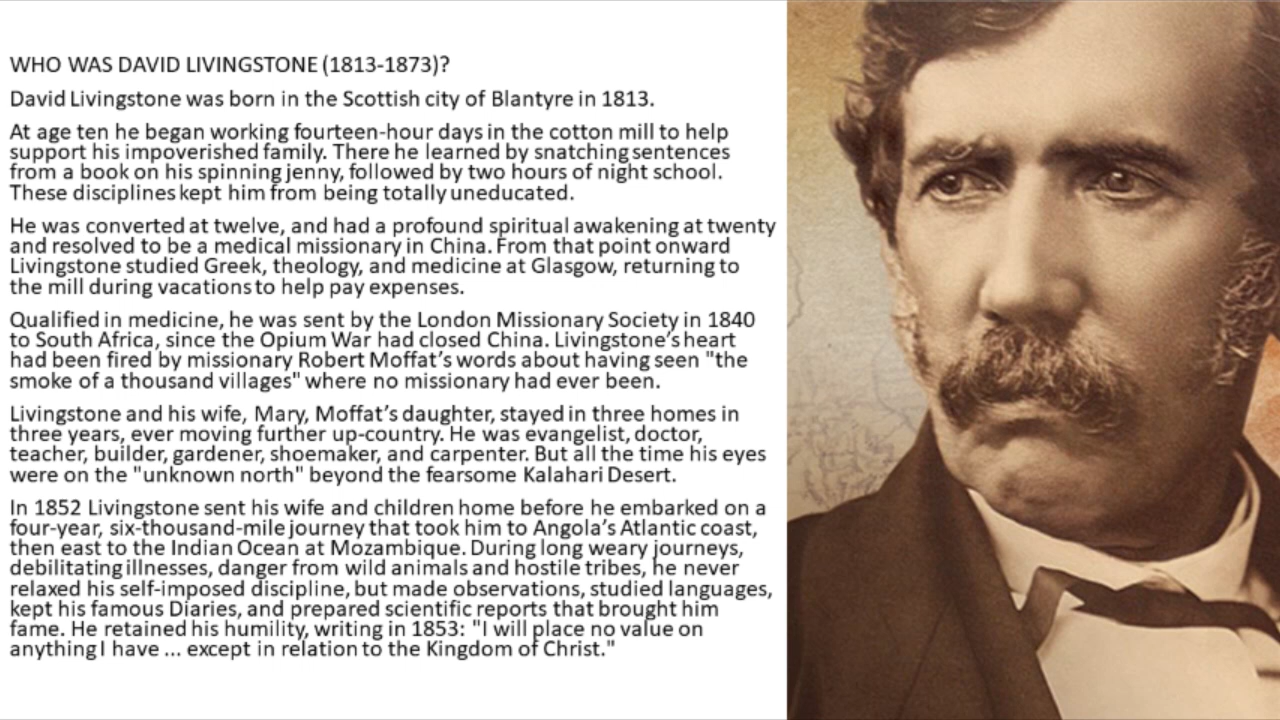 WHO WAS DAVID LIVINGSTONE (1813-1873)?
David Livingstone was born in the Scottish city of Blantyre in 1813.
At age ten he began working fourteen-hour days in the cotton mill to help
support his impoverished family. There he learned by snatching sentences
from a book on his spinning jenny, followed by two hours of night school.
These disciplines kept him from being totally uneducated.
He was converted at twelve, and had a profound spiritual awakening at twenty
and resolved to be a medical missionary in China. From that point onward
Livingstone studied Greek, theology, and medicine at Glasgow, returning to
the mill during vacations to help pay expenses.
Qualified in medicine, he was sent by the London Missionary Society in 1840
to South Africa, since the Opium War had closed China. Livingstone’s heart
had been fired by missionary Robert Moffat’s words about having seen "the
smoke of a thousand villages" where no missionary had ever been.
Livingstone and his wife, Mary, Moffat’s daughter, stayed in three homes in
three years, ever moving further up-country. He was evangelist, doctor,
teacher, builder, gardener, shoemaker, and carpenter. But all the time his eyes
were on the "unknown north" beyond the fearsome Kalahari Desert.
In 1852 Livingstone sent his wife and children home before he embarked on a
four-year, six-thousand-mile journey that took him to Angola’s Atlantic coast,
then east to the Indian Ocean at Mozambique. During long weary journeys,
debilitating illnesses, danger from wild animals and hostile tribes, he never
relaxed his self-imposed discipline, but made observations, studied languages,
kept his famous Diaries, and prepared scientific reports that brought him
fame. He retained his humility, writing in 1853: "I will place no value on
anything I have ... except in relation to the Kingdom of Christ."